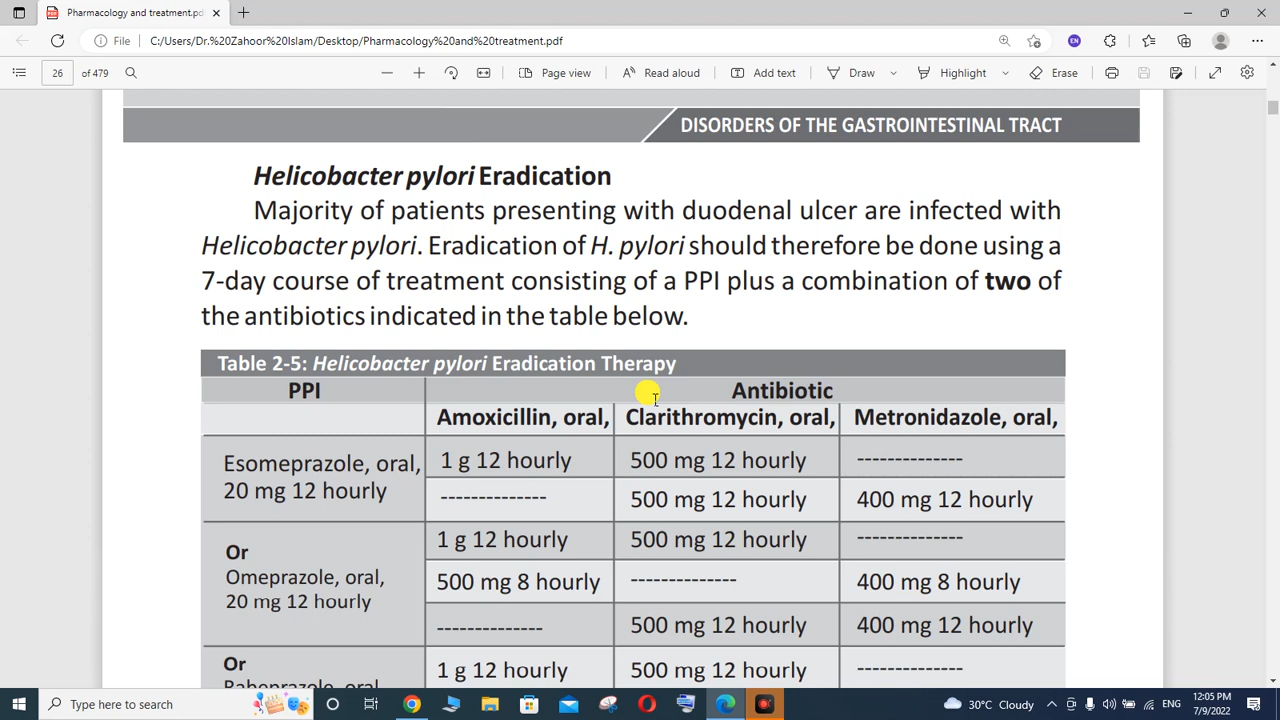 Pharmacology and treatment.pd
File
C:/Users/Dr.%20Zahoor%20Islam/Desktop/Pharmacology%20and%20treatment.pdf
EN
26 of 479
Page view
Read aloud
Add text
Draw
Highlight
Erase
DISORDERS OF THE GASTROINTESTINAL TRACT
Helicobacter pylori Eradication
Majority of patients presenting with duodenal ulcer are infected with
Helicobacter pylori. Eradication of H. pylori should therefore be done using a
7-day course of treatment consisting of a PPI plus a combination of two of
the antibiotics indicated in the table below.
Table 2-5: Helicobacter pylori Eradication Therapy
PPI Antibiotic
Amoxicillin, oral, Clarithromycin, oral, Metronidazole, oral,
Esomeprazole, oral,
20 mg 12 hourly
1 g 12 hourly 500 mg 12 hourly --------------
-------------- 500 mg 12 hourly 400 mg 12 hourly
Or
Omeprazole, oral,
20 mg 12 hourly
1 g 12 hourly 500 mg 12 hourly --------------
500 mg 8 hourly -------------- 400 mg 8 hourly
-------------- 500 mg 12 hourly 400 mg 12 hourly
Or
Rabeprazole, oral
1 g 12 hourly 500 mg 12 hourly --------------
Type here to search
30°C Cloudy
ENG
12:05 PM
7/9/2022